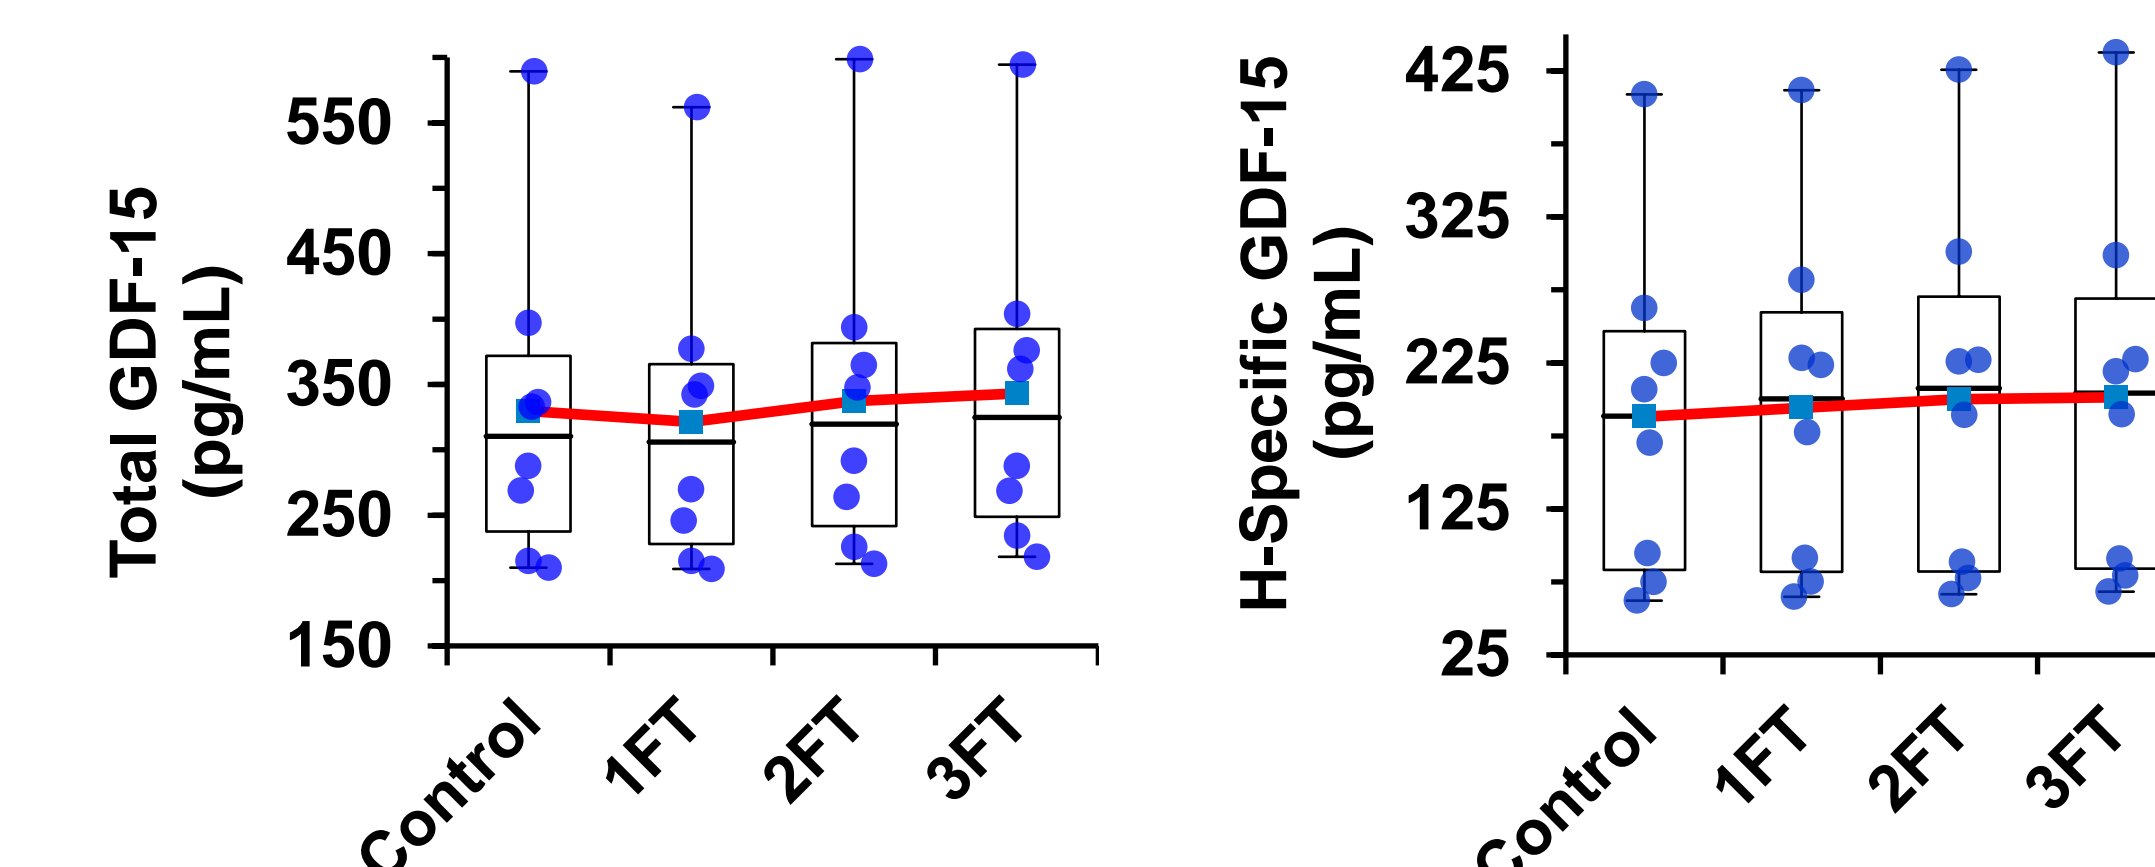 Total GDF-15
(pg/mL)
550
450
350
250
150
Control
1FT
2FT
3FT
H-Specific GDF-15
(pg/mL)
425
325
225
125
25
Control
1FT
2FT
3FT